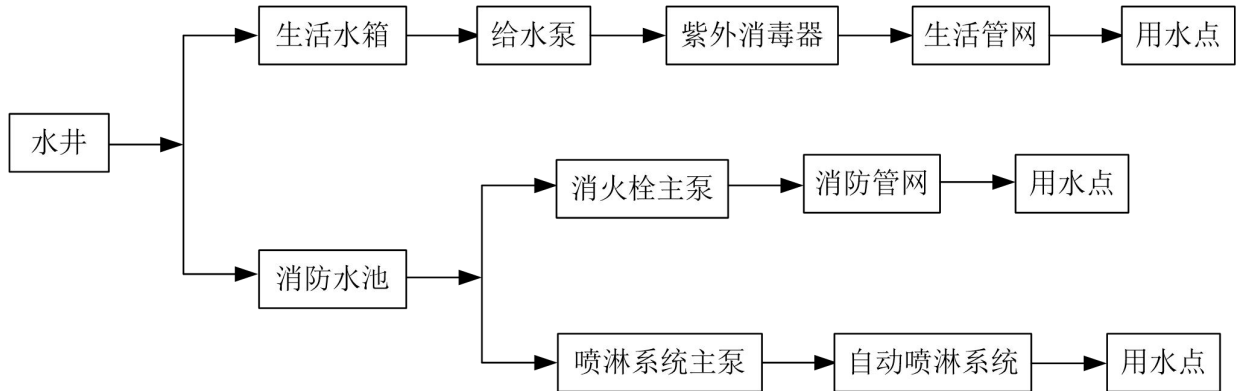 生活水箱
给水泵
紫外消毒器
生活管网
用水点
水井
消火栓主泵
消防管网
用水点
消防水池
喷淋系统主泵
自动喷淋系统
用水点